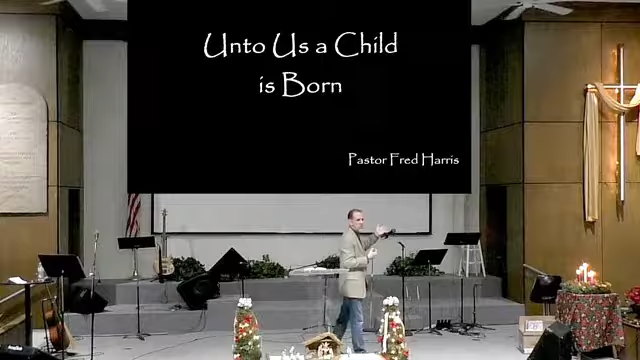 Unto Us a Child
is Born
Pastor Fred Harris